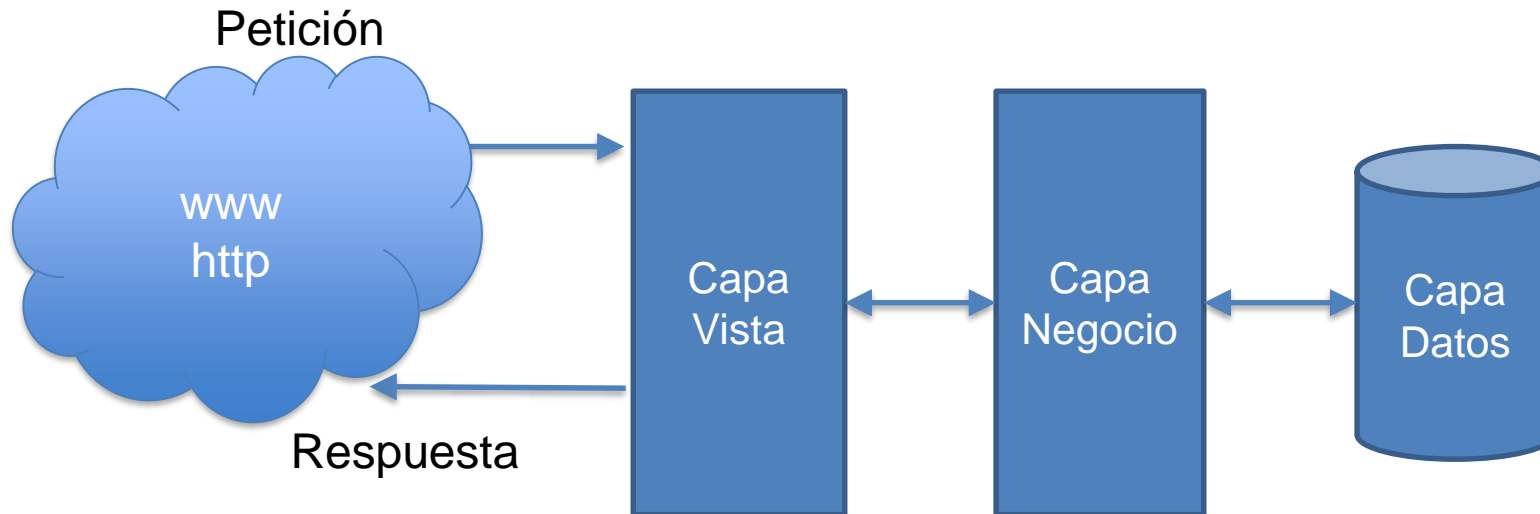 Petición
www
http
Respuesta
Capa
Vista
Capa
Negocio
Capa
Datos